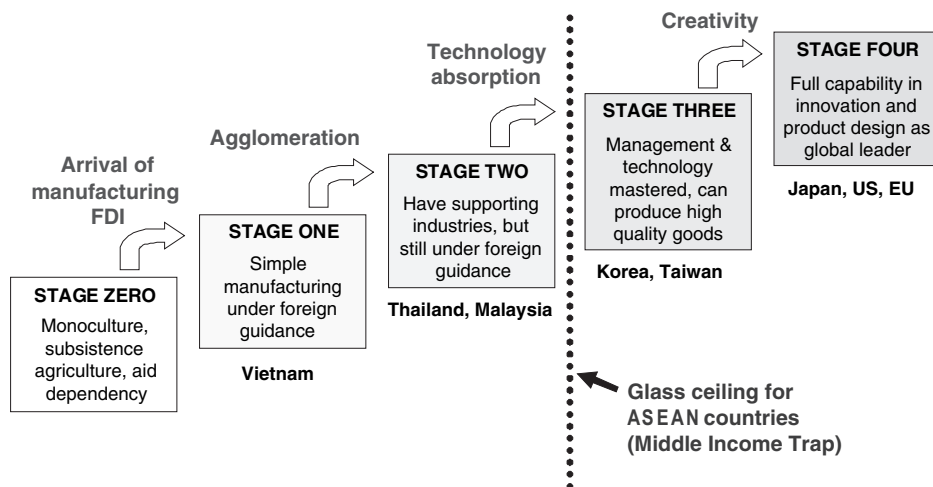 Arrival of
manufacturing
FDI
STAGE ZERO
Monoculture,
subsistence
agriculture, aid
dependency
Agglomeration
STAGE ONE
Simple
manufacturing
under foreign
guidance
Vietnam
Technology
absorption
STAGE TWO
Have supporting
industries, but
still under foreign
guidance
Thailand, Malaysia
Creativity
STAGE THREE
Management &
technology
mastered, can
produce high
quality goods
Korea, Taiwan
STAGE FOUR
Full capability in
innovation and
product design as
global leader
Japan, US, EU
Glass ceiling for
ASEAN countries
(Middle Income Trap)